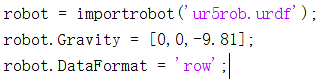 robot = importrobot('ur5rob.urdf');
robot.Gravity = [0,0,-9.81];
robot.DataFormat = 'row';